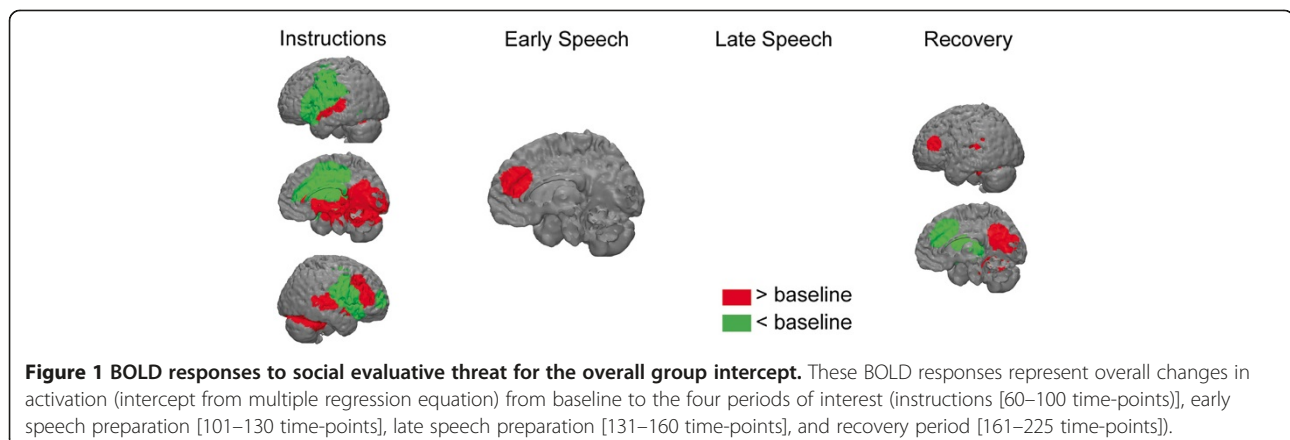 Instructions Early Speech Late Speech Recovery
> baseline
< baseline
Figure 1 BOLD responses to social evaluative threat for the overall group intercept. These BOLD responses represent overall changes in
activation (intercept from multiple regression equation) from baseline to the four periods of interest (instructions [60–100 time-points)], early
speech preparation [101–130 time-points], late speech preparation [131–160 time-points], and recovery period [161–225 time-points]).